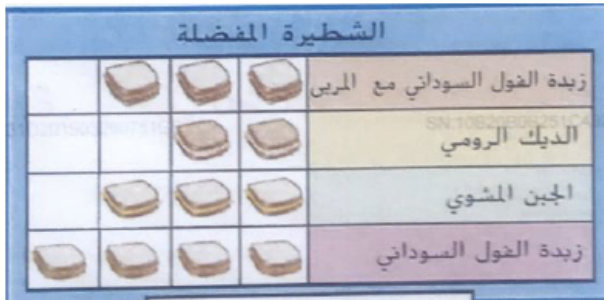 الشطيرة المفضلة
زبدة الفول السوداني مع المربى
الديك الرومي
الجبن المشوي
زبدة الفول السوداني